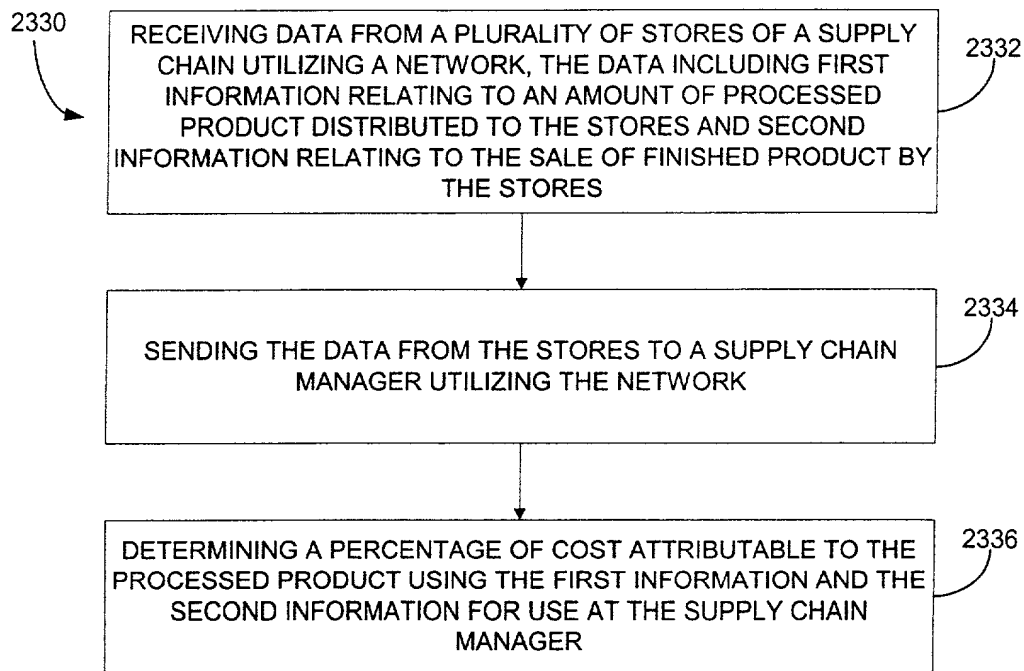 2330
RECEIVING DATA FROM A PLURALITY OF STORES OF A SUPPLY
CHAIN UTILIZING A NETWORK, THE DATA INCLUDING FIRST
INFORMATION RELATING TO AN AMOUNT OF PROCESSED
PRODUCT DISTRIBUTED TO THE STORES AND SECOND
INFORMATION RELATING TO THE SALE OF FINISHED PRODUCT BY
THE STORES
2332
SENDING THE DATA FROM THE STORES TO A SUPPLY CHAIN
MANAGER UTILIZING THE NETWORK
2334
DETERMINING A PERCENTAGE OF COST ATTRIBUTABLE TO THE
PROCESSED PRODUCT USING THE FIRST INFORMATION AND THE
SECOND INFORMATION FOR USE AT THE SUPPLY CHAIN
MANAGER
2336